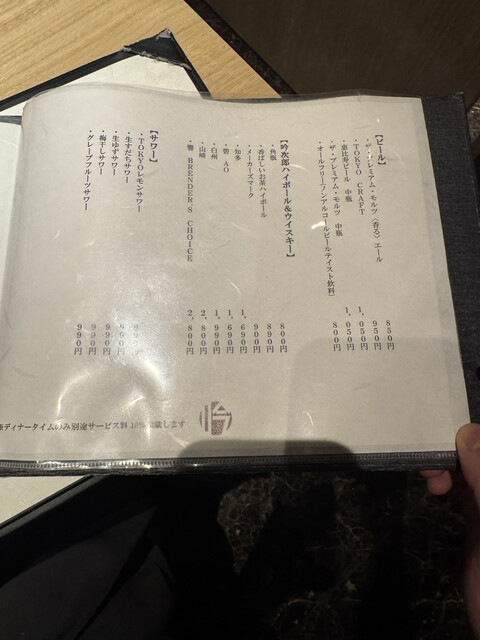 【ビール】
・ザ・プレミアム・モルツ〈香る〉エール 850円
・TOKYO CRAFT 950円
・恵比寿ビール 中瓶 1,050円
・ザ・プレミアム・モルツ 中瓶 1,050円
・オールフリー(ノンアルコールビールテイスト飲料) 800円
【吟次郎ハイボール&ウイスキー】
・角瓶 800円
・香ばしいお茶ハイボール 890円
・メーカーズマーク 900円
・知多 1,690円
・碧 AO 1,690円
・白州 1,990円
・山崎 2,800円
・響 BRENDER'S CHOICE 2,800円
【サワー】
・TOKYOレモンサワー
・生すだちサワー
・生ゆずサワー 990円
・梅干しサワー 990円
・グレープフルーツサワー 990円
ディナータイムのみ別途サービス料 10%頂戴します